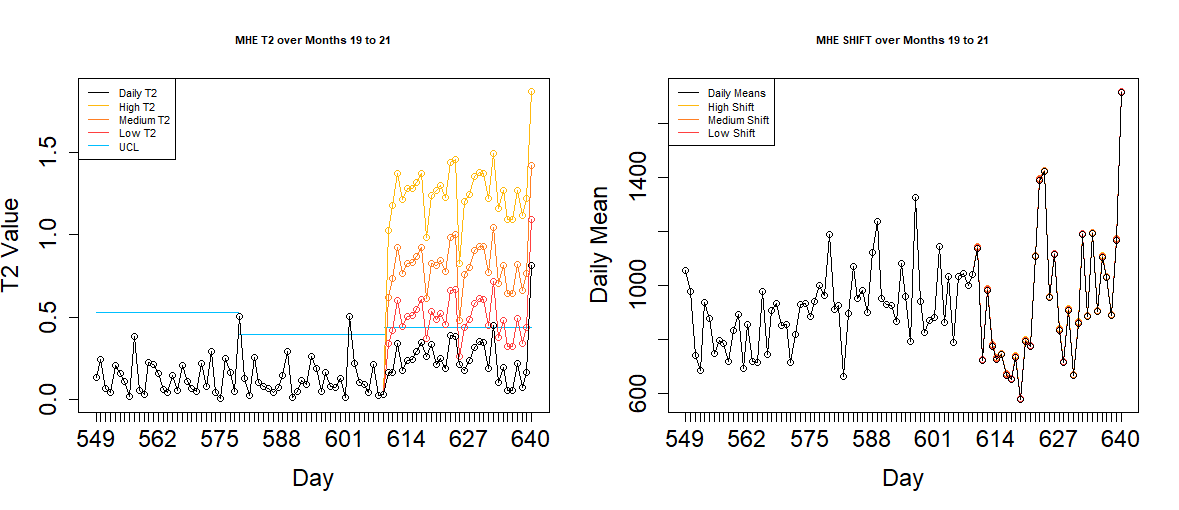 MHE T2 over Months 19 to 21
Daily T2
High T2
Medium T2
Low T2
UCL
T2 Value
0.0
0.5
1.0
1.5
549
562
575
588
601
614
627
640
Day
MHE SHIFT over Months 19 to 21
Daily Means
High Shift
Medium Shift
Low Shift
Daily Mean
600
1000
1400
549
562
575
588
601
614
627
640
Day